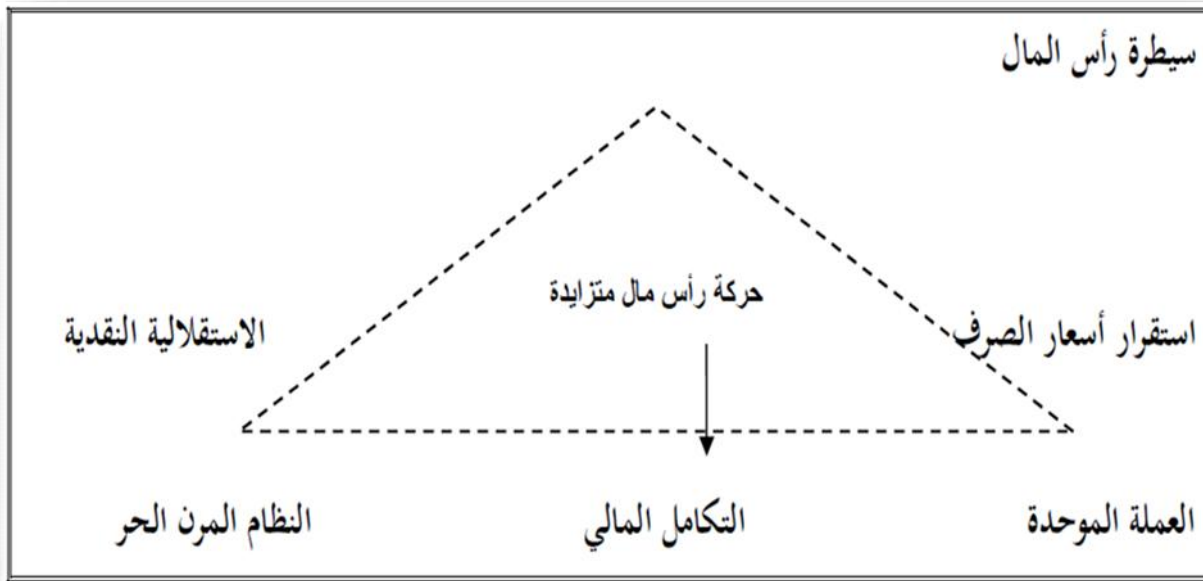 سيطرة رأس المال
حركة رأس مال متزايدة
استقرار أسعار الصرف
الاستقلالية النقدية
العملة الموحدة
التكامل المالي
النظام المرن الحر